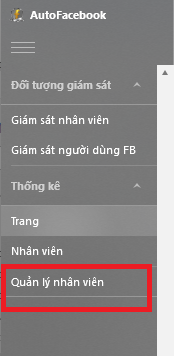 AutoFacebook
Đối tượng giám sát
Giám sát nhân viên
Giám sát người dùng FB
Thống kê
Trang
Nhân viên
Quản lý nhân viên